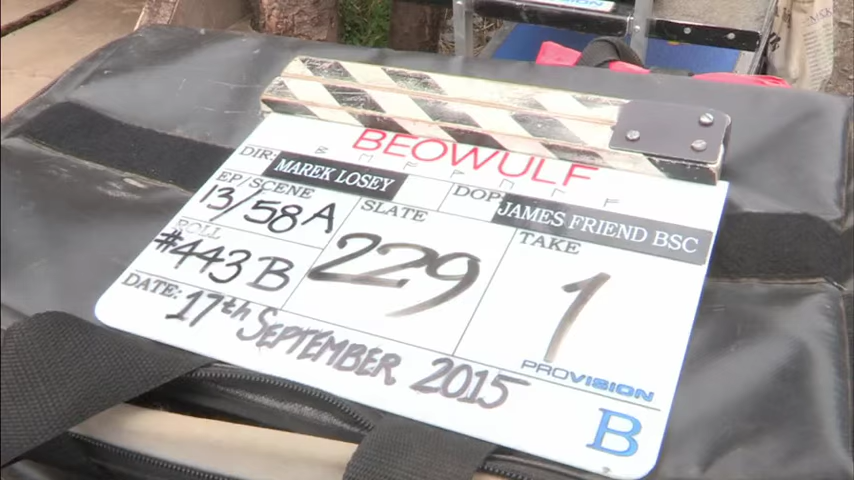 BEOWULF
DIR: MAREK LOSEY DOP: JAMES FRIEND BSC
EP/SCENE SLATE TAKE
13/58A 229 1
ROLL
#443B
DATE: 17th SEPTEMBER 2015
PROVISION
B